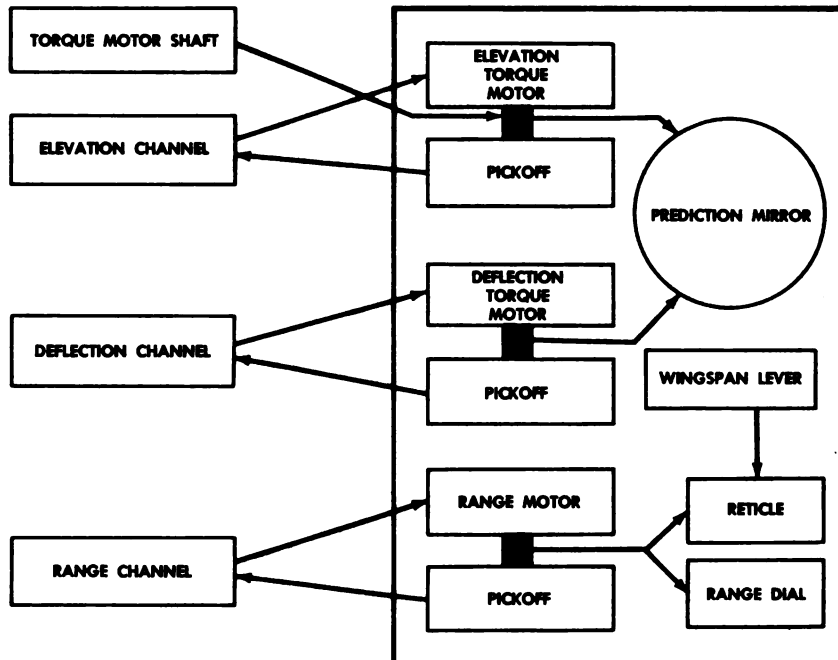 TORQUE MOTOR SHAFT
ELEVATION
TORQUE
MOTOR
ELEVATION CHANNEL
PICKOFF
PREDICTION MIRROR
DEFLECTION
TORQUE
MOTOR
DEFLECTION CHANNEL
PICKOFF
WINGSPAN LEVER
RANGE MOTOR
RETICLE
RANGE CHANNEL
PICKOFF
RANGE DIAL